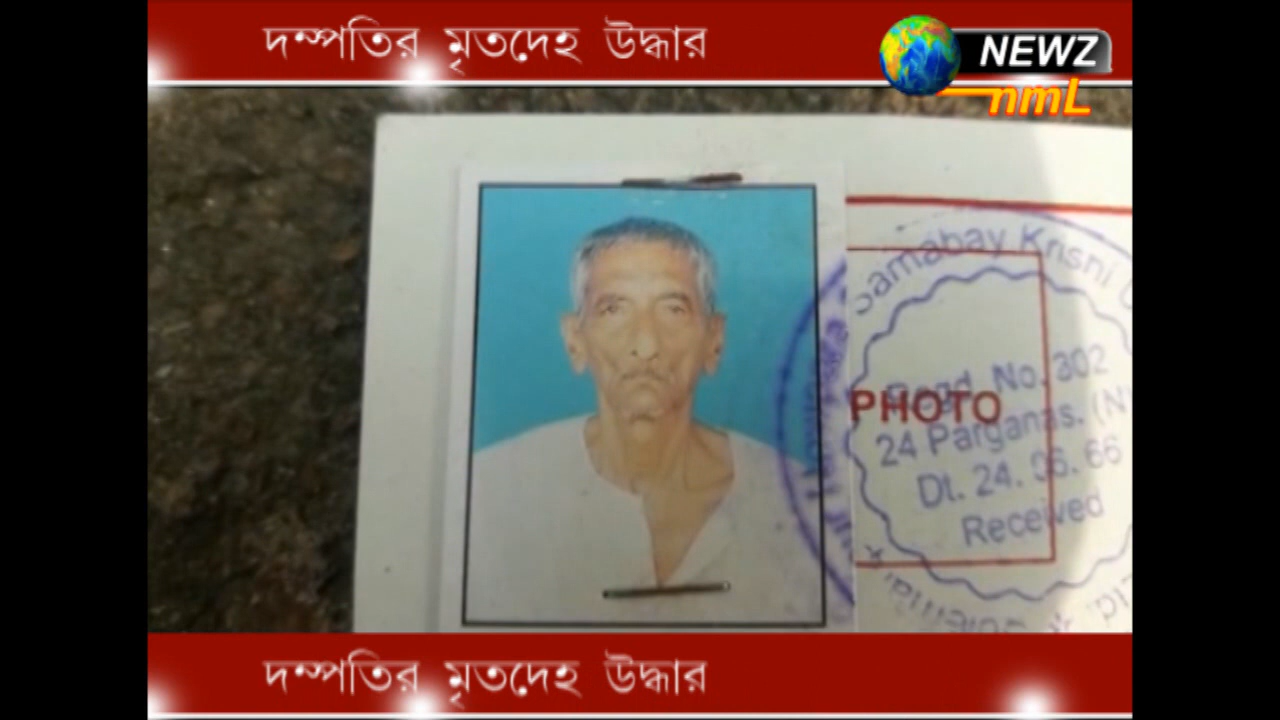 দম্পতির মৃতদেহ উদ্ধার
NEWZ
nmL
Samabay Krishi
Regd. No. 302
PHOTO
24 Parganas. (N
Dt. 24. 06. 66
Received
দম্পতির মৃতদেহ উদ্ধার